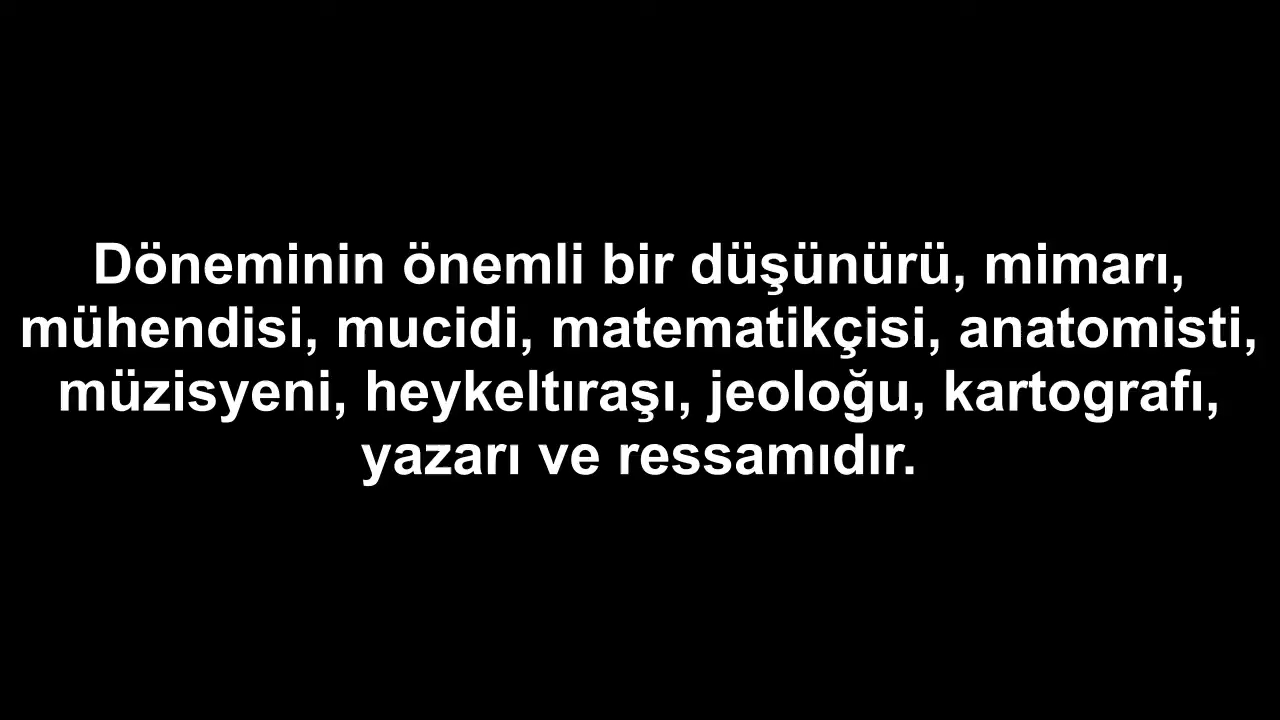 Döneminin önemli bir düşünürü, mimarı,
mühendisi, mucidi, matematikçisi, anatomisti,
müzisyeni, heykeltıraşı, jeoloğu, kartografı,
yazarı ve ressamıdır.